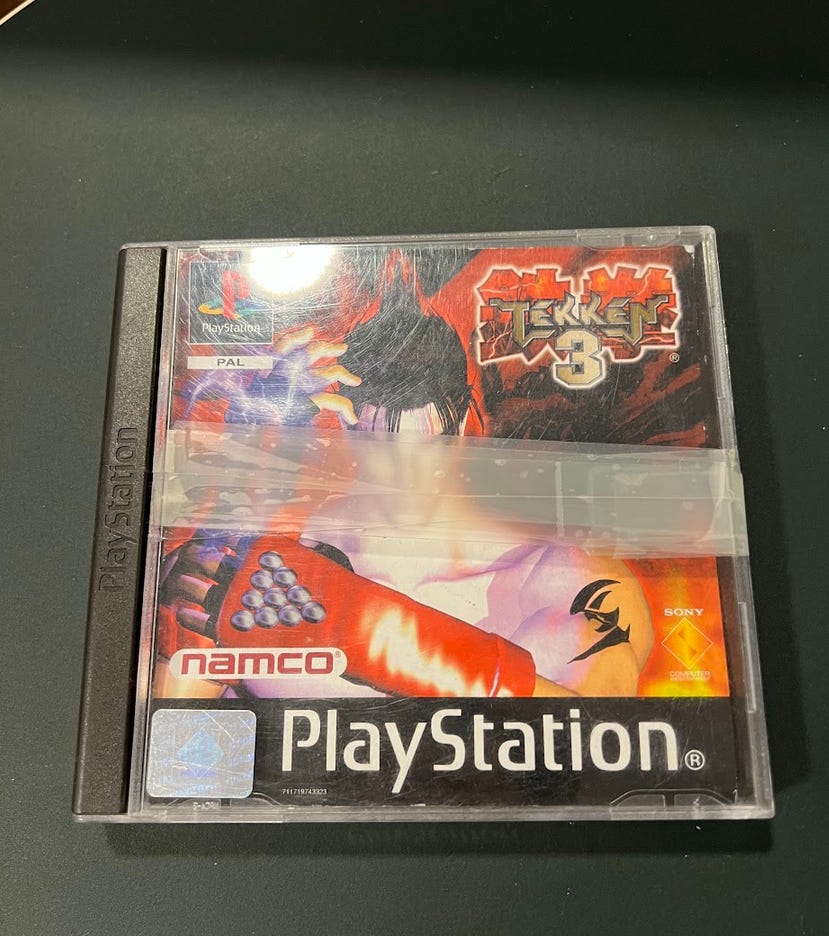 PlayStation
PAL
TEKKEN
3
®
PlayStation
namco®
SONY
COMPUTER
ENTERTAINMENT
PlayStation®
711719743323